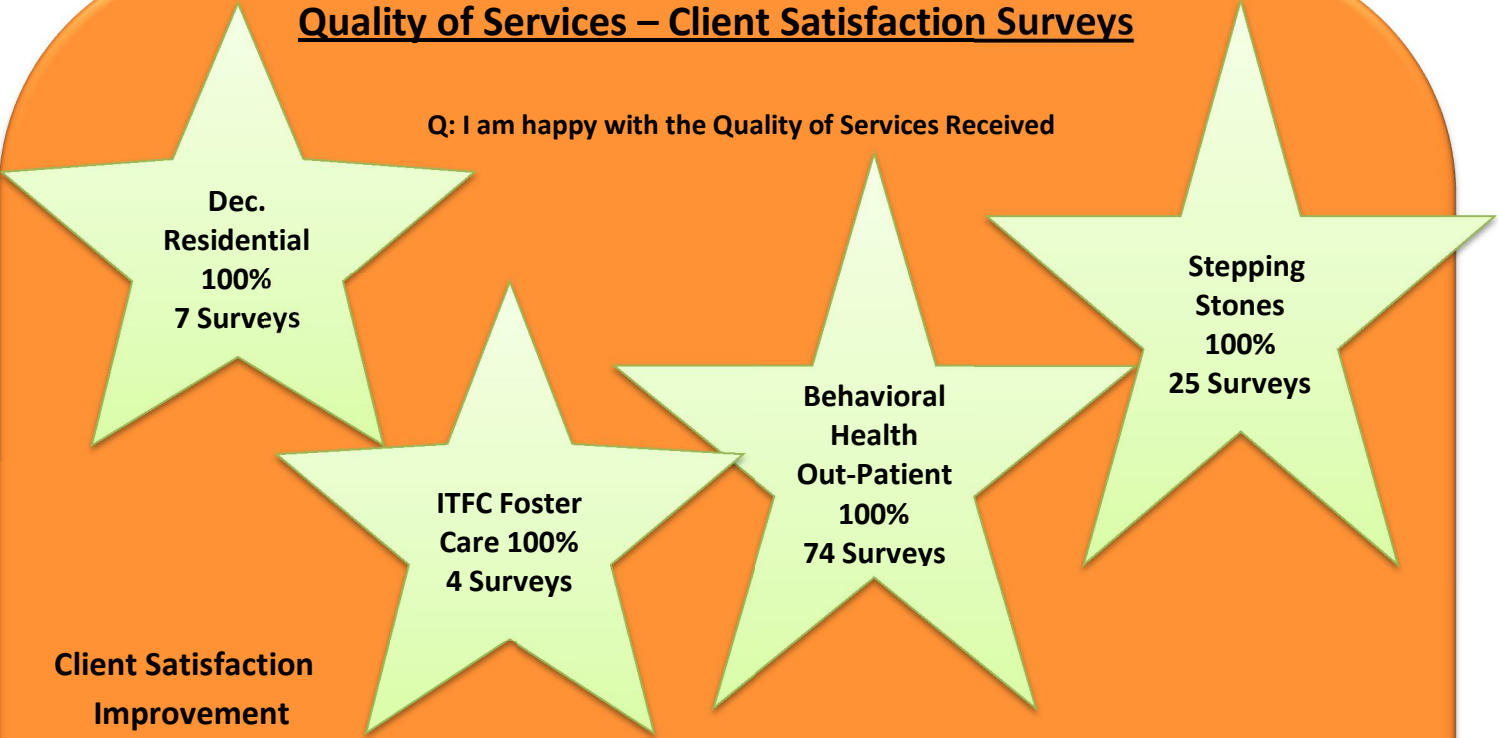 Quality of Services – Client Satisfaction Surveys
Q: I am happy with the Quality of Services Received
Dec.
Residential
100%
7 Surveys
ITFC Foster
Care 100%
4 Surveys
Behavioral
Health
Out-Patient
100%
74 Surveys
Stepping
Stones
100%
25 Surveys
Client Satisfaction
Improvement